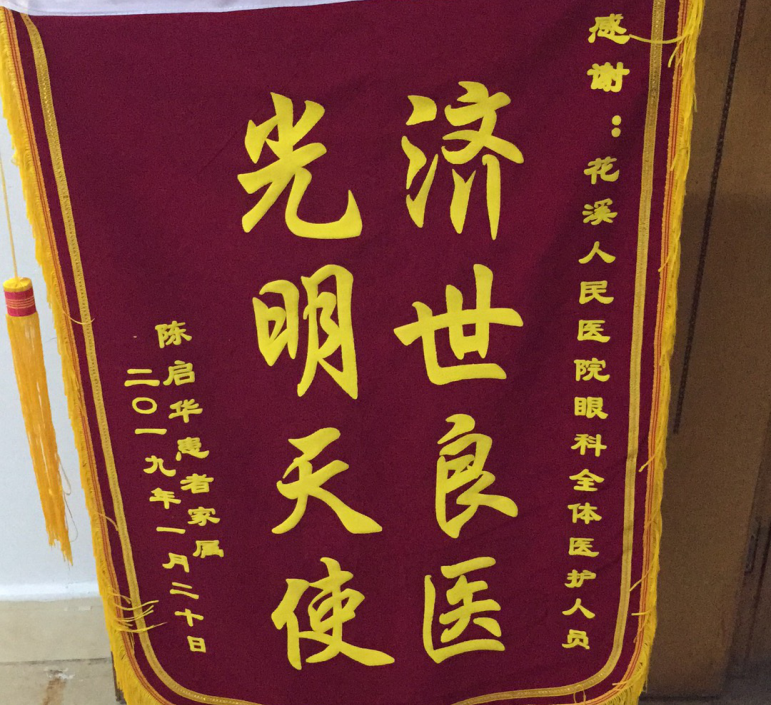 感谢：花溪人民医院眼科全体医护人员
济世良医
光明天使
陈启华患者家属
二〇一九年一月二十日